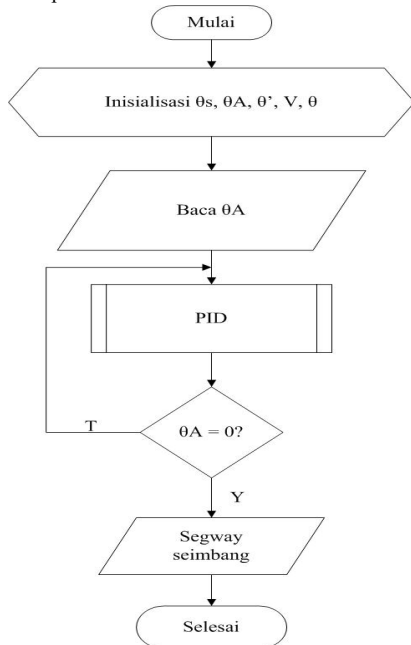 Mulai
Inisialisasi θs, θA, θ’, V, θ
Baca θA
PID
θA = 0?
T
Y
Segway
seimbang
Selesai